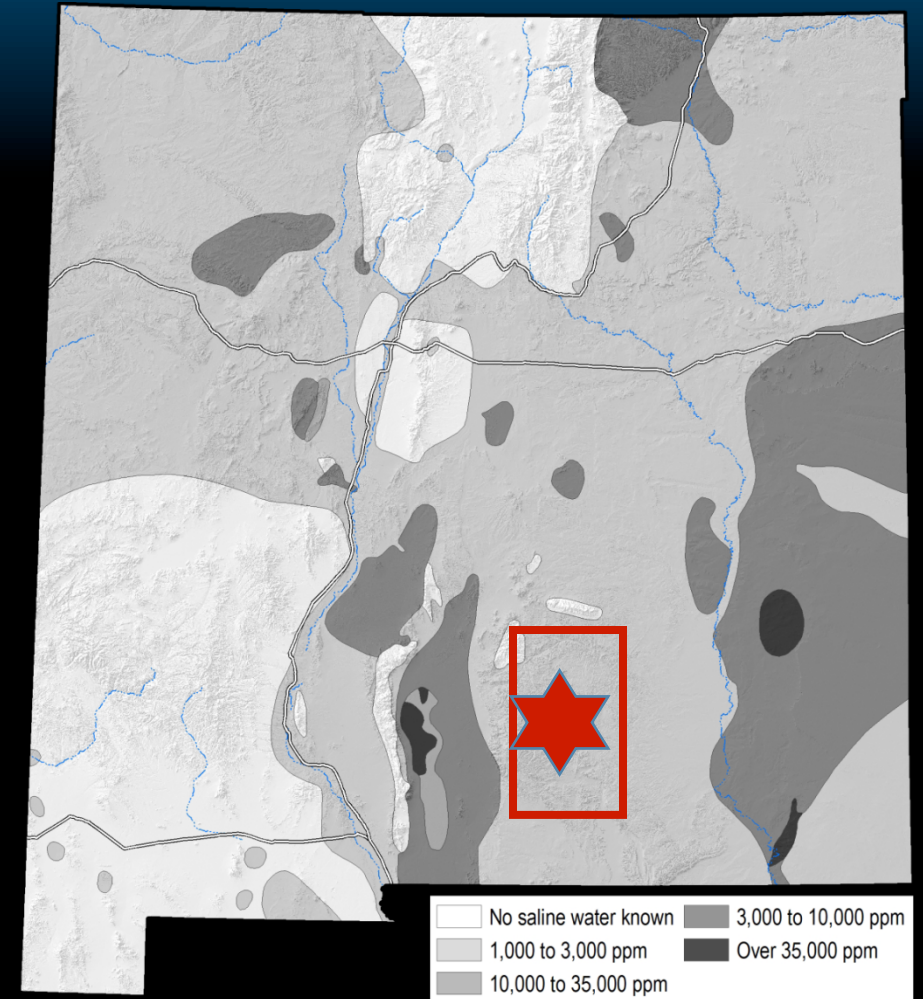 No saline water known
3,000 to 10,000 ppm
1,000 to 3,000 ppm
Over 35,000 ppm
10,000 to 35,000 ppm